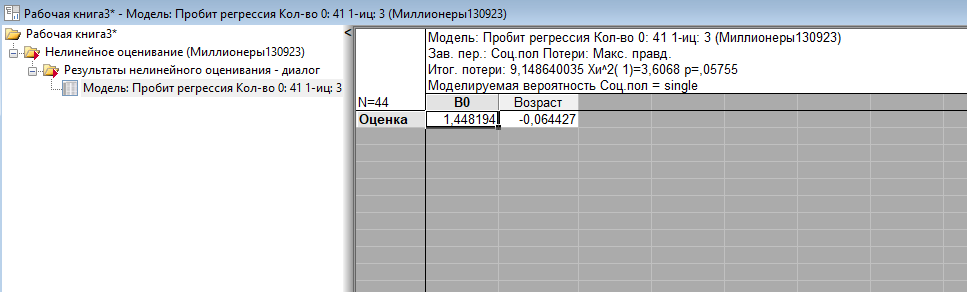 Рабочая книга3* - Модель: Пробит регрессия Кол-во 0: 41 1-иц: 3 (Миллионеры130923)
Рабочая книга3*
Нелинейное оценивание (Миллионеры130923)
Результаты нелинейного оценивания - диалог
Модель: Пробит регрессия Кол-во 0: 41 1-иц: 3
<
Модель: Пробит регрессия Кол-во 0: 41 1-иц: 3 (Миллионеры130923)
Зав. пер.: Соц.пол Потери: Макс. правд.
Итог. потери: 9,148640035 Хи^2( 1)=3,6068 p=,05755
Моделируемая вероятность Соц.пол = single
N=44 B0 Возраст
Оценка 1,448194 -0,064427